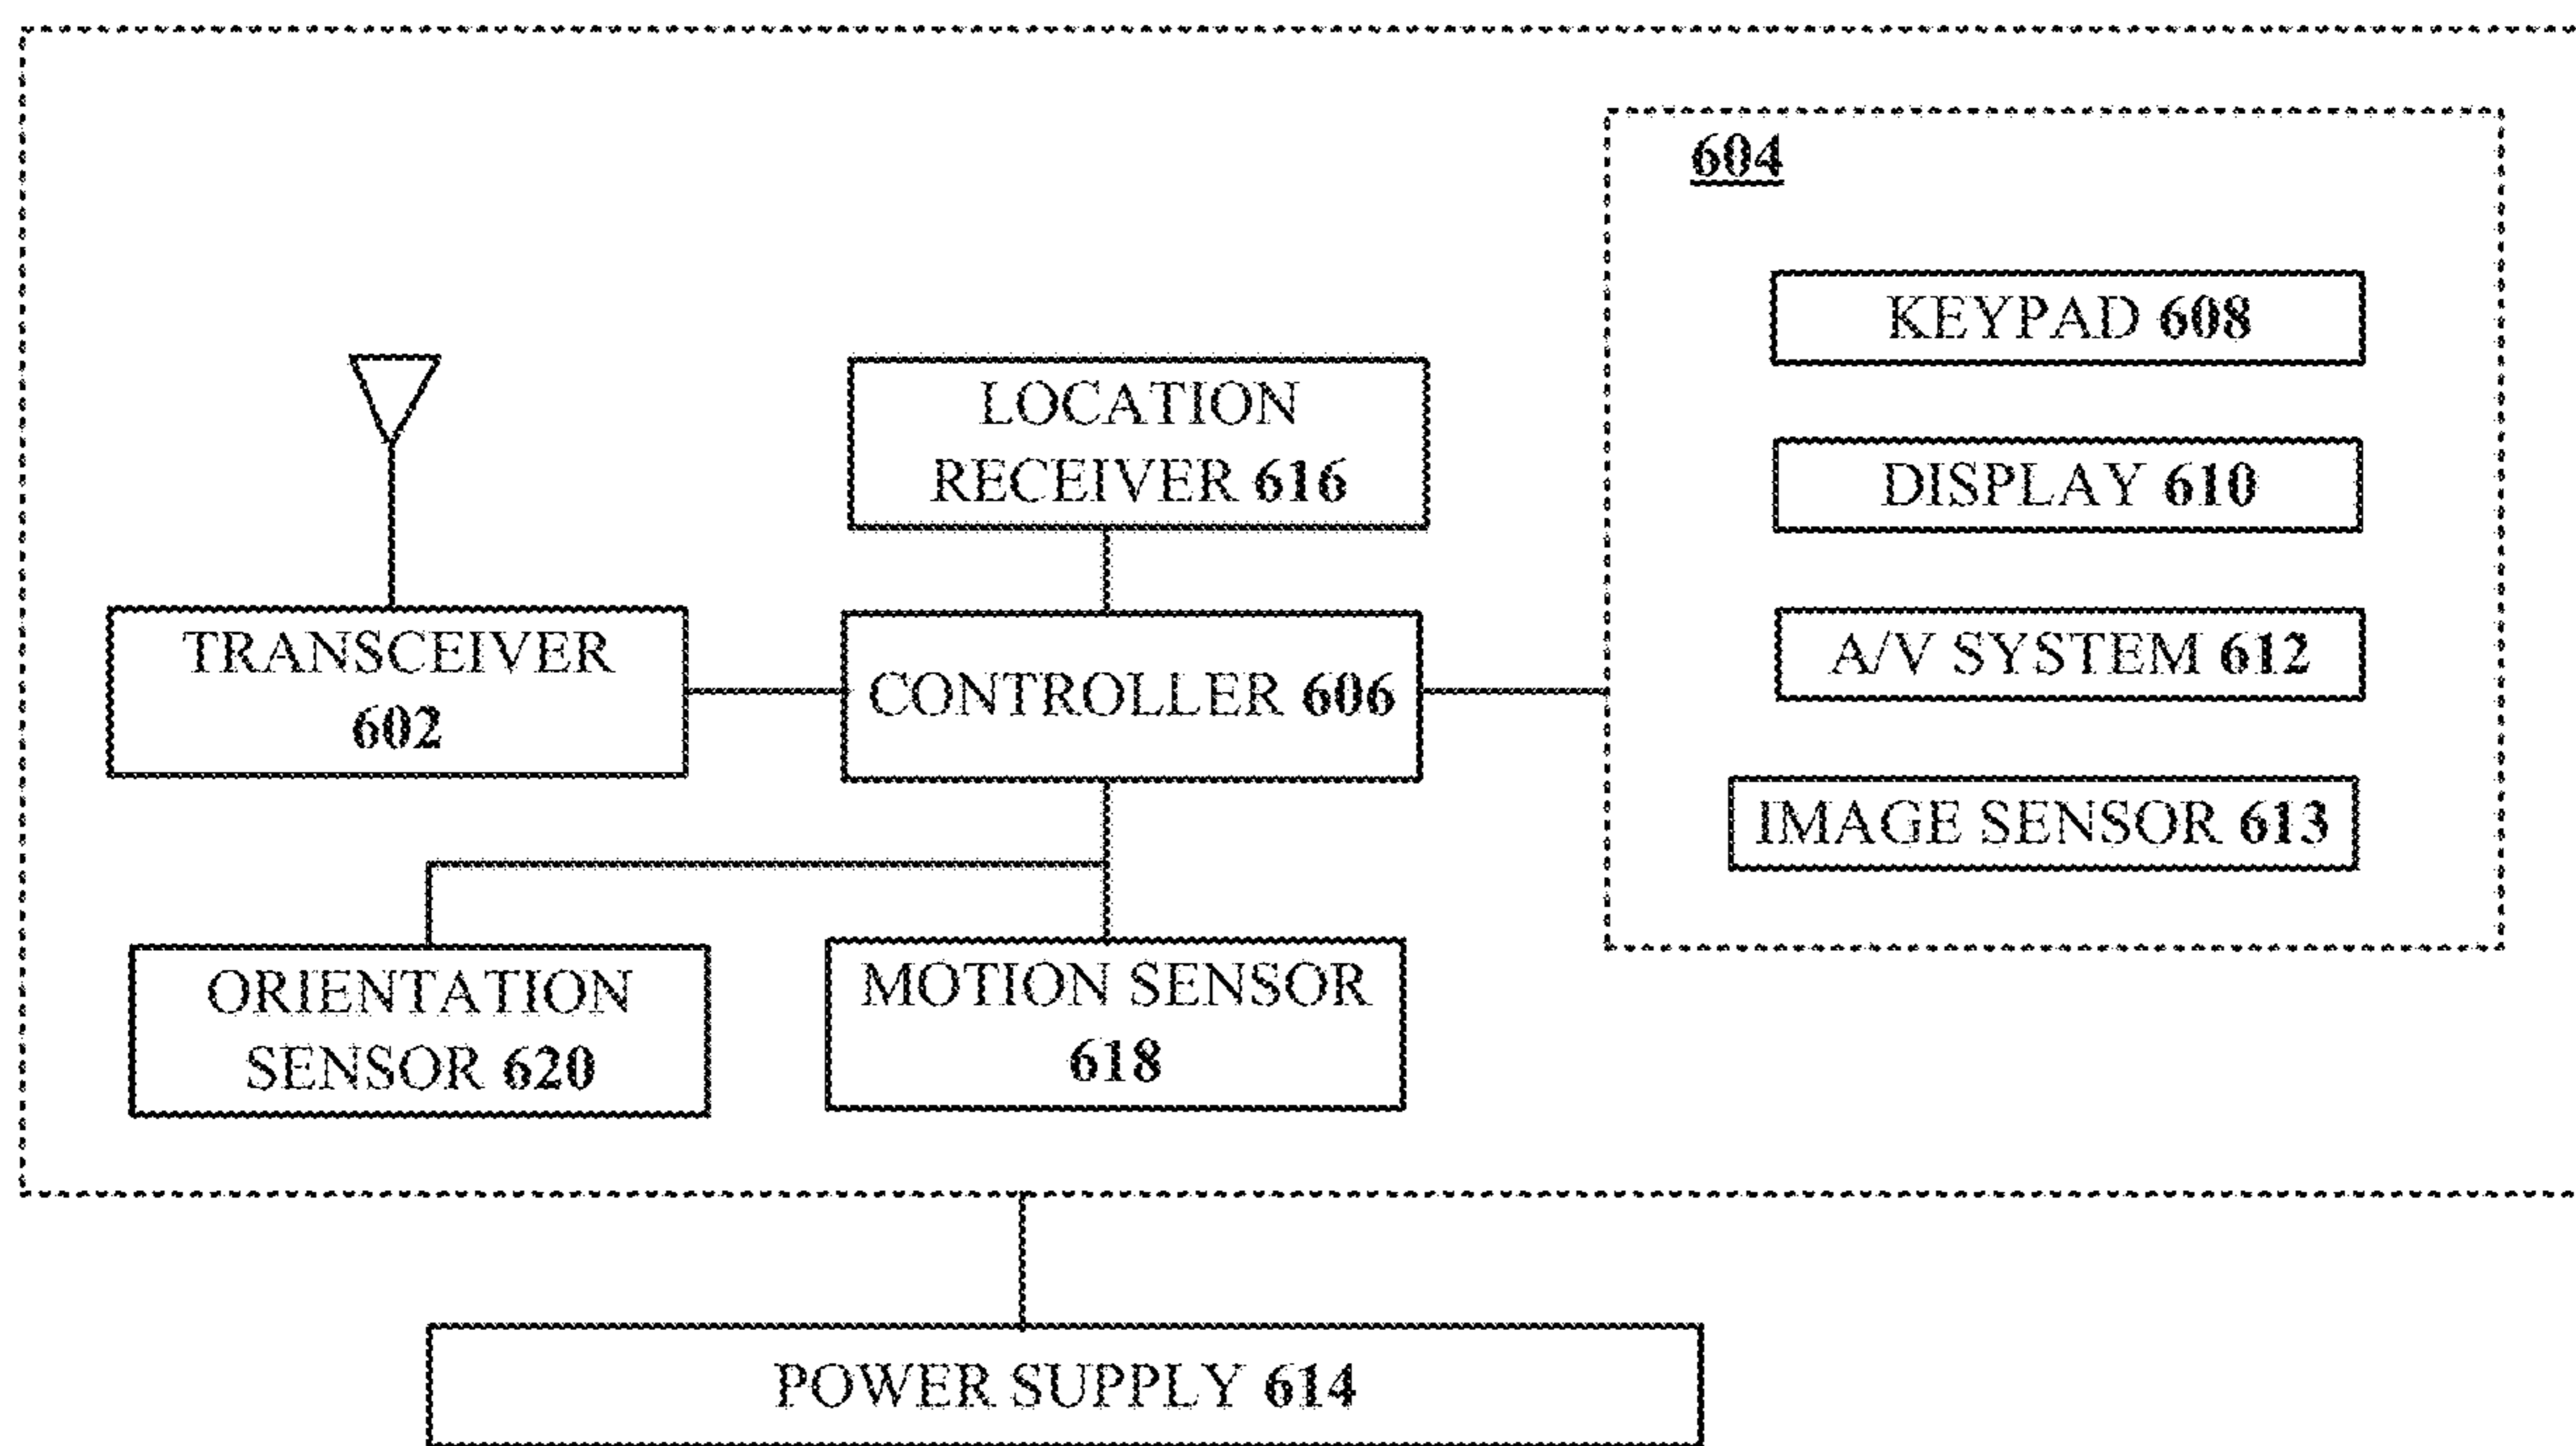 604
KEYPAD 608
DISPLAY 610
A/V SYSTEM 612
IMAGE SENSOR 613
LOCATION
RECEIVER 616
TRANSCEIVER
602
CONTROLLER 606
ORIENTATION
SENSOR 620
MOTION SENSOR
618
POWER SUPPLY 614